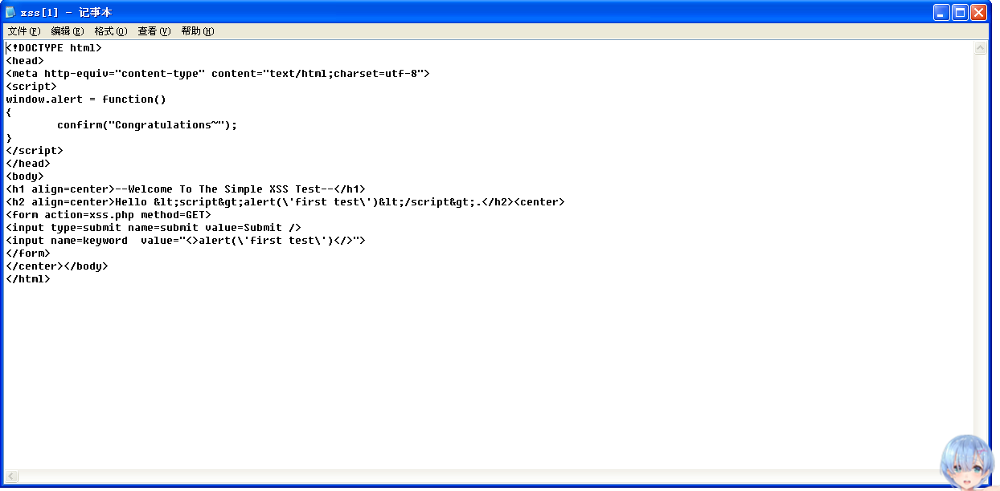 xss[1] - 记事本
文件(F) 编辑(E) 格式(O) 查看(V) 帮助(H)
<!DOCTYPE html>
<head>
<meta http-equiv="content-type" content="text/html;charset=utf-8">
<script>
window.alert = function()
{
        confirm("Congratulations~");
}
</script>
</head>
<body>
<h1 align=center>--Welcome To The Simple XSS Test--</h1>
<h2 align=center>Hello &lt;script&gt;alert(\'first test\')&lt;/script&gt;.</h2><center>
<form action=xss.php method=GET>
<input type=submit name=submit value=Submit />
<input name=keyword  value="<>alert(\'first test\')</>">
</form>
</center></body>
</html>